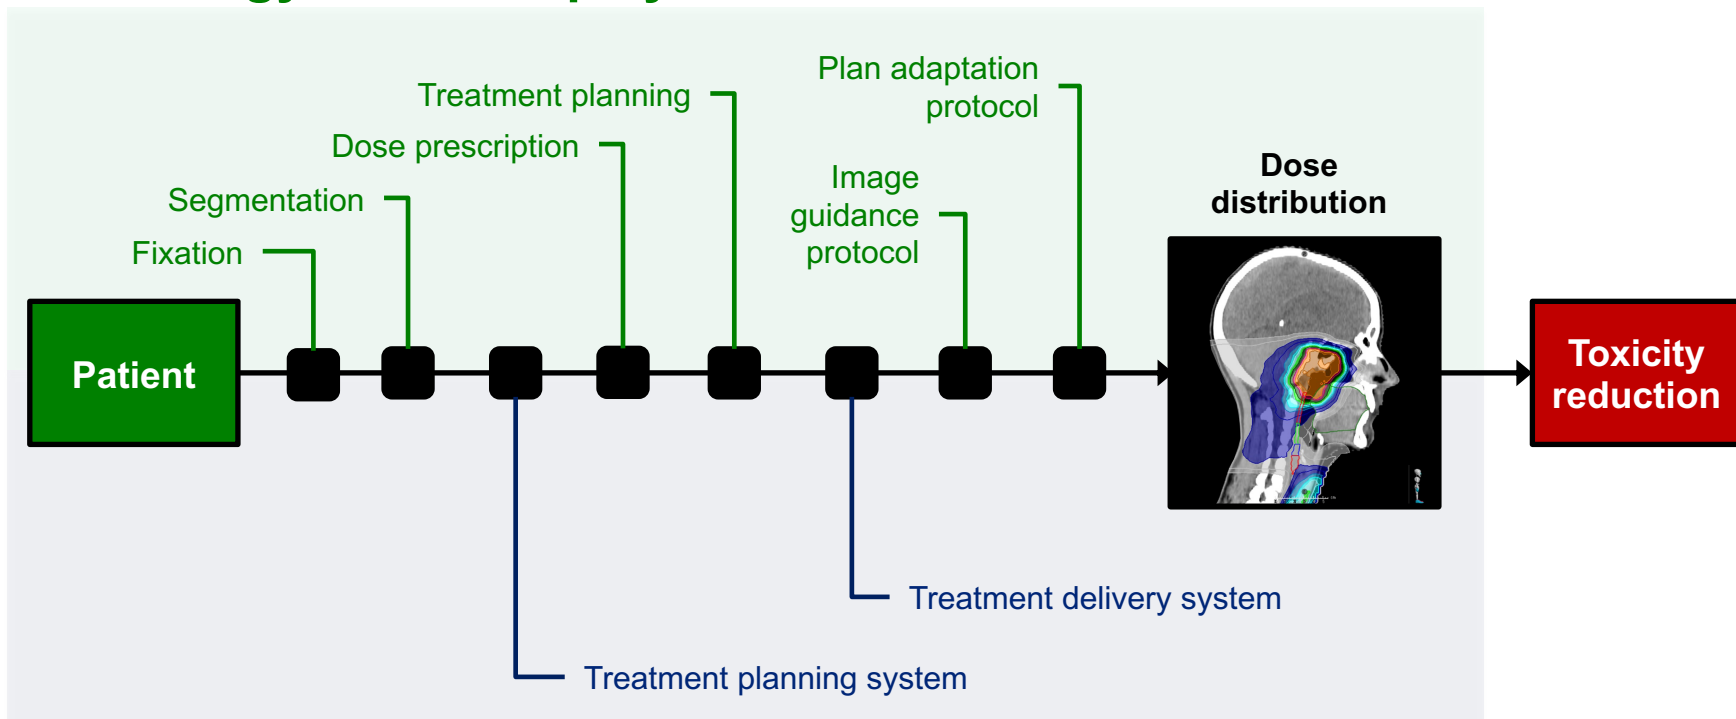 Plan adaptation
protocol
Treatment planning
Dose prescription
Segmentation
Fixation
Image
guidance
protocol
Dose
distribution
Patient
Toxicity
reduction
Treatment delivery system
Treatment planning system